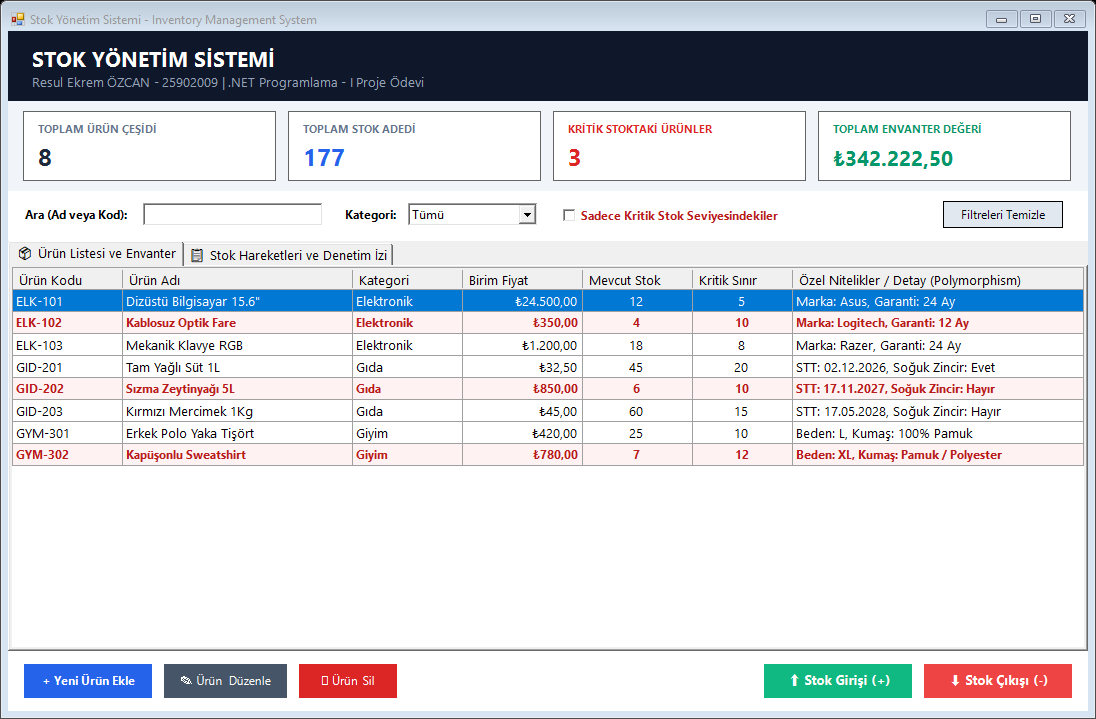 Stok Yönetim Sistemi - Inventory Management System
STOK YÖNETİM SİSTEMİ
Resul Ekrem ÖZCAN - 25902009 | .NET Programlama - I Proje Ödevi
TOPLAM ÜRÜN ÇEŞİDİ
8
TOPLAM STOK ADEDİ
177
KRİTİK STOKTAKİ ÜRÜNLER
3
TOPLAM ENVANTER DEĞERİ
₺342.222,50
Ara (Ad veya Kod): Kategori: Tümü Sadece Kritik Stok Seviyesindekiler Filtreleri Temizle
Ürün Listesi ve Envanter Stok Hareketleri ve Denetim İzi
Ürün Kodu Ürün Adı Kategori Birim Fiyat Mevcut Stok Kritik Sınır Özel Nitelikler / Detay (Polymorphism)
ELK-101 Dizüstü Bilgisayar 15.6" Elektronik ₺24.500,00 12 5 Marka: Asus, Garanti: 24 Ay
ELK-102 Kablosuz Optik Fare Elektronik ₺350,00 4 10 Marka: Logitech, Garanti: 12 Ay
ELK-103 Mekanik Klavye RGB Elektronik ₺1.200,00 18 8 Marka: Razer, Garanti: 24 Ay
GID-201 Tam Yağlı Süt 1L Gıda ₺32,50 45 20 STT: 02.12.2026, Soğuk Zincir: Evet
GID-202 Sızma Zeytinyağı 5L Gıda ₺850,00 6 10 STT: 17.11.2027, Soğuk Zincir: Hayır
GID-203 Kırmızı Mercimek 1Kg Gıda ₺45,00 60 15 STT: 17.05.2028, Soğuk Zincir: Hayır
GYM-301 Erkek Polo Yaka Tişört Giyim ₺420,00 25 10 Beden: L, Kumaş: 100% Pamuk
GYM-302 Kapüşonlu Sweatshirt Giyim ₺780,00 7 12 Beden: XL, Kumaş: Pamuk / Polyester
+ Yeni Ürün Ekle ✎ Ürün Düzenle Ürün Sil ⬆ Stok Girişi (+) ⬇ Stok Çıkışı (-)